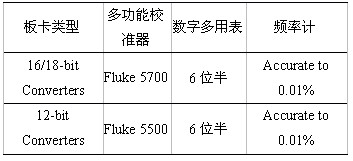 板卡类型 多功能校准器 数字多用表 频率计
16/18-bit Converters Fluke 5700 6 位半 Accurate to 0.01%
12-bit Converters Fluke 5500 6 位半 Accurate to 0.01%